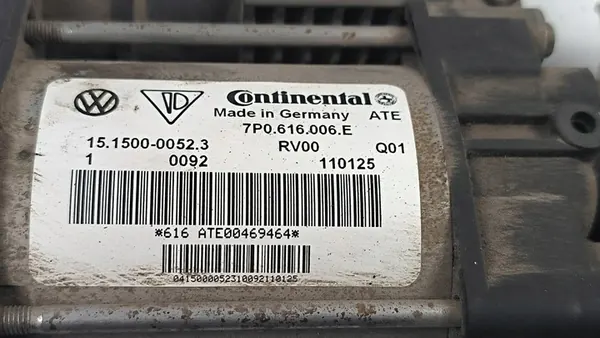 VW Continental
Made in Germany ATE
7P0.616.006.E
15.1500-0052.3 RV00 Q01
1 0092 110125
*616 ATE00469464*
0415000052310092110125